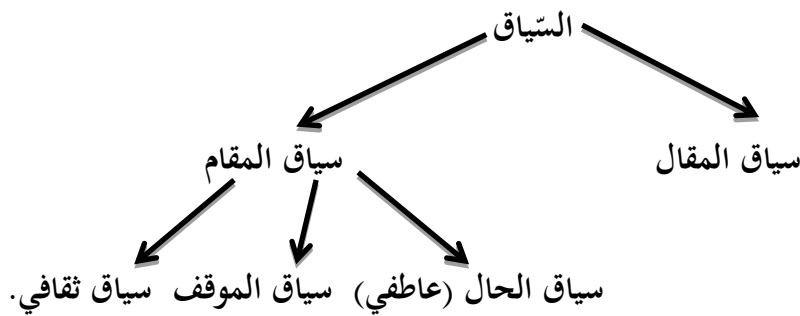 السّياق
سياق المقال سياق المقام
سياق الحال (عاطفي) سياق الموقف سياق ثقافي.